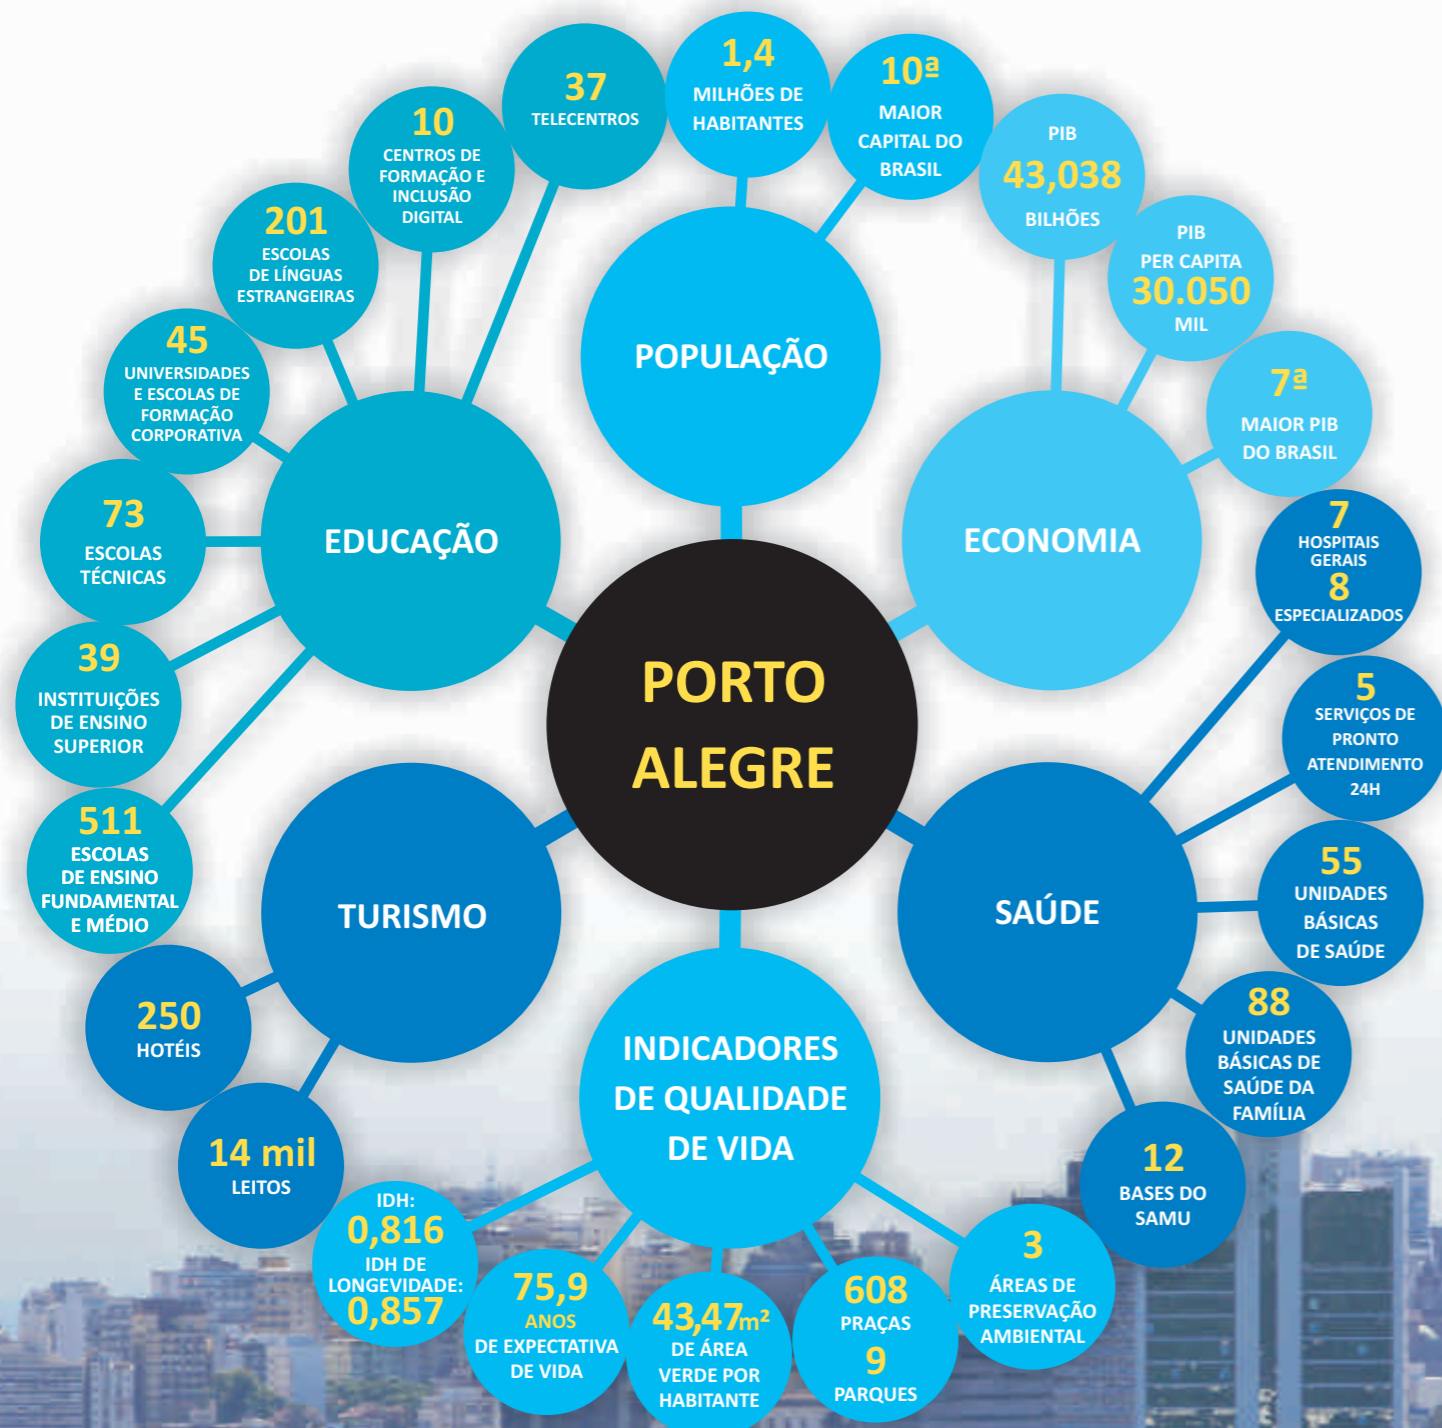 PORTO
ALEGRE
POPULAÇÃO
1,4
MILHÕES DE
HABITANTES
10ª
MAIOR
CAPITAL DO
BRASIL
ECONOMIA
PIB
43,038
BILHÕES
PIB
PER CAPITA
30.050
MIL
7ª
MAIOR PIB
DO BRASIL
SAÚDE
7
HOSPITAIS
GERAIS
8
ESPECIALIZADOS
5
SERVIÇOS DE
PRONTO
ATENDIMENTO
24H
55
UNIDADES
BÁSICAS
DE SAÚDE
88
UNIDADES
BÁSICAS DE
SAÚDE DA
FAMÍLIA
12
BASES DO
SAMU
INDICADORES
DE QUALIDADE
DE VIDA
3
ÁREAS DE
PRESERVAÇÃO
AMBIENTAL
608
PRAÇAS
9
PARQUES
43,47m²
DE ÁREA
VERDE POR
HABITANTE
75,9
ANOS
DE EXPECTATIVA
DE VIDA
IDH:
0,816
IDH DE
LONGEVIDADE:
0,857
TURISMO
14 mil
LEITOS
250
HOTÉIS
EDUCAÇÃO
511
ESCOLAS
DE ENSINO
FUNDAMENTAL
E MÉDIO
39
INSTITUIÇÕES
DE ENSINO
SUPERIOR
73
ESCOLAS
TÉCNICAS
45
UNIVERSIDADES
E ESCOLAS DE
FORMAÇÃO
CORPORATIVA
201
ESCOLAS
DE LÍNGUAS
ESTRANGEIRAS
10
CENTROS DE
FORMAÇÃO E
INCLUSÃO
DIGITAL
37
TELECENTROS